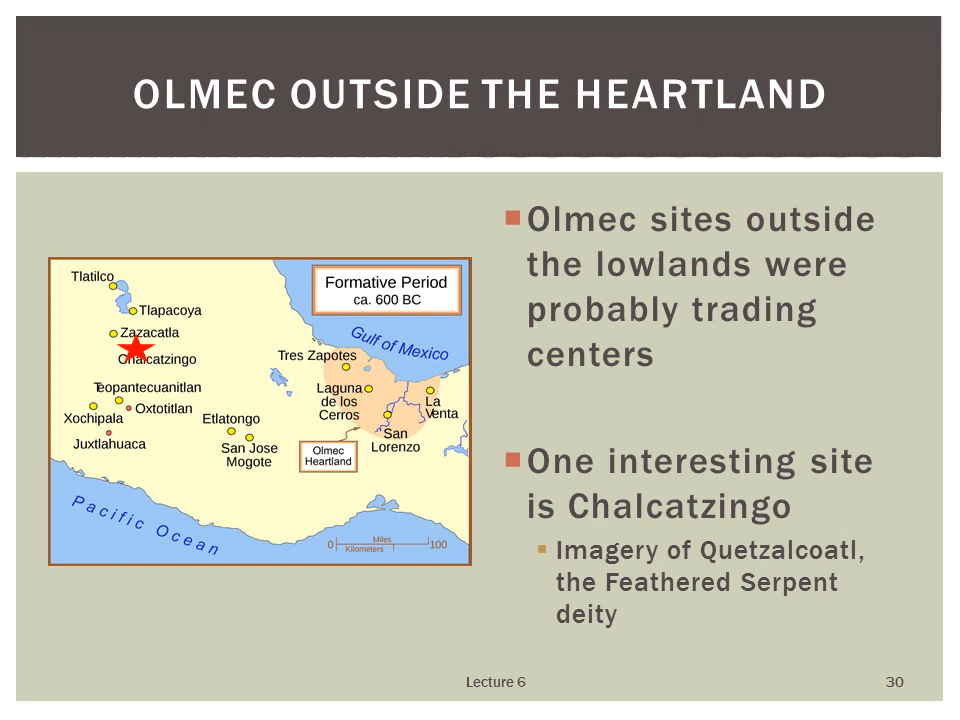 OLMEC OUTSIDE THE HEARTLAND
Tlatilco
Tlapacoya
Zazacatla
Chalcatzingo
Teopantecuanitlan
Oxtotitlan
Xochipala
Juxtlahuaca
Etlatongo
San Jose
Mogote
Formative Period
ca. 600 BC
Gulf of Mexico
Tres Zapotes
Laguna
de los
Cerros
La
Venta
San
Lorenzo
Olmec
Heartland
Pacific Ocean
Miles
0 100
Kilometers
Olmec sites outside
the lowlands were
probably trading
centers
One interesting site
is Chalcatzingo
Imagery of Quetzalcoatl,
the Feathered Serpent
deity
Lecture 6
30